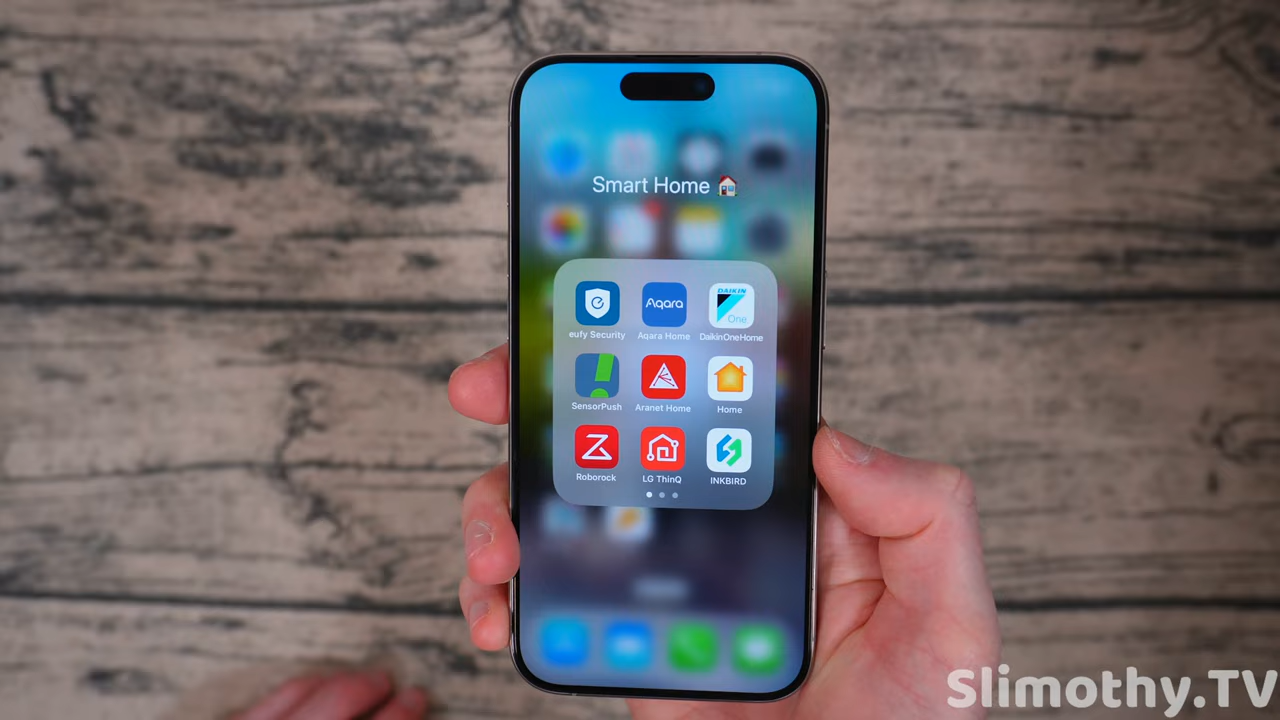 Smart Home 🏠
Aqara
DAIKIN
One
eufy Security
Aqara Home
DaikinOneHome
SensorPush
Aranet Home
Home
Roborock
LG ThinQ
INKBIRD
Slimothy.TV